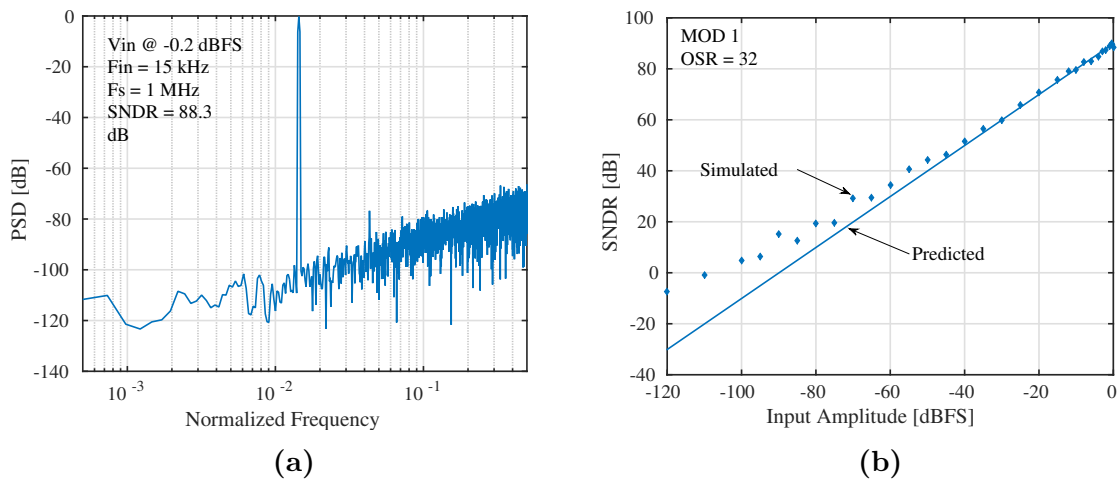 Vin @ -0.2 dBFS
Fin = 15 kHz
Fs = 1 MHz
SNDR = 88.3
dB
0
-20
-40
-60
-80
-100
-120
-140
10^-3
10^-2
10^-1
PSD [dB]
Normalized Frequency
(a)
MOD 1
OSR = 32
Simulated
Predicted
100
80
60
40
20
0
-20
-40
-120 -100 -80 -60 -40 -20 0
SNDR [dB]
Input Amplitude [dBFS]
(b)